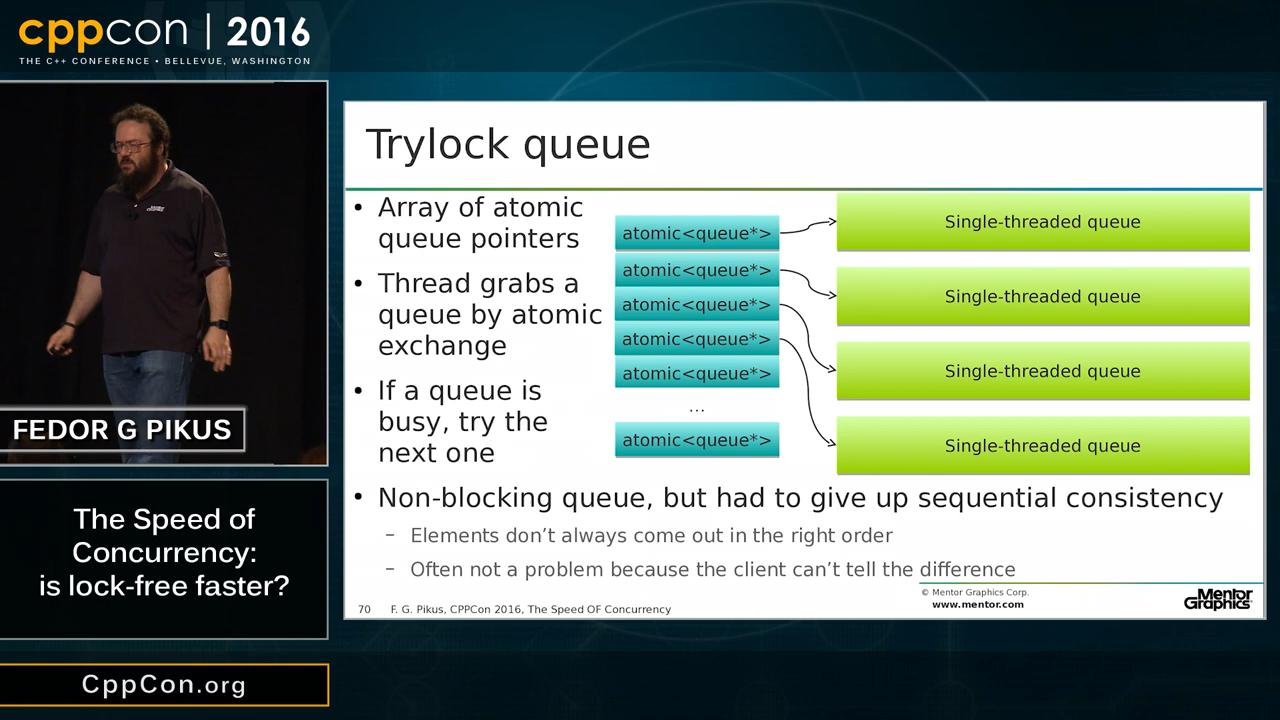 cppcon | 2016
THE C++ CONFERENCE • BELLEVUE, WASHINGTON
FEDOR G PIKUS
The Speed of
Concurrency:
is lock-free faster?
CppCon.org
Trylock queue
• Array of atomic
queue pointers
• Thread grabs a
queue by atomic
exchange
• If a queue is
busy, try the
next one
atomic<queue*>
atomic<queue*>
atomic<queue*>
atomic<queue*>
atomic<queue*>
...
atomic<queue*>
Single-threaded queue
Single-threaded queue
Single-threaded queue
Single-threaded queue
• Non-blocking queue, but had to give up sequential consistency
– Elements don’t always come out in the right order
– Often not a problem because the client can’t tell the difference
70 F. G. Pikus, CPPCon 2016, The Speed OF Concurrency
© Mentor Graphics Corp.
www.mentor.com
Mentor
Graphics